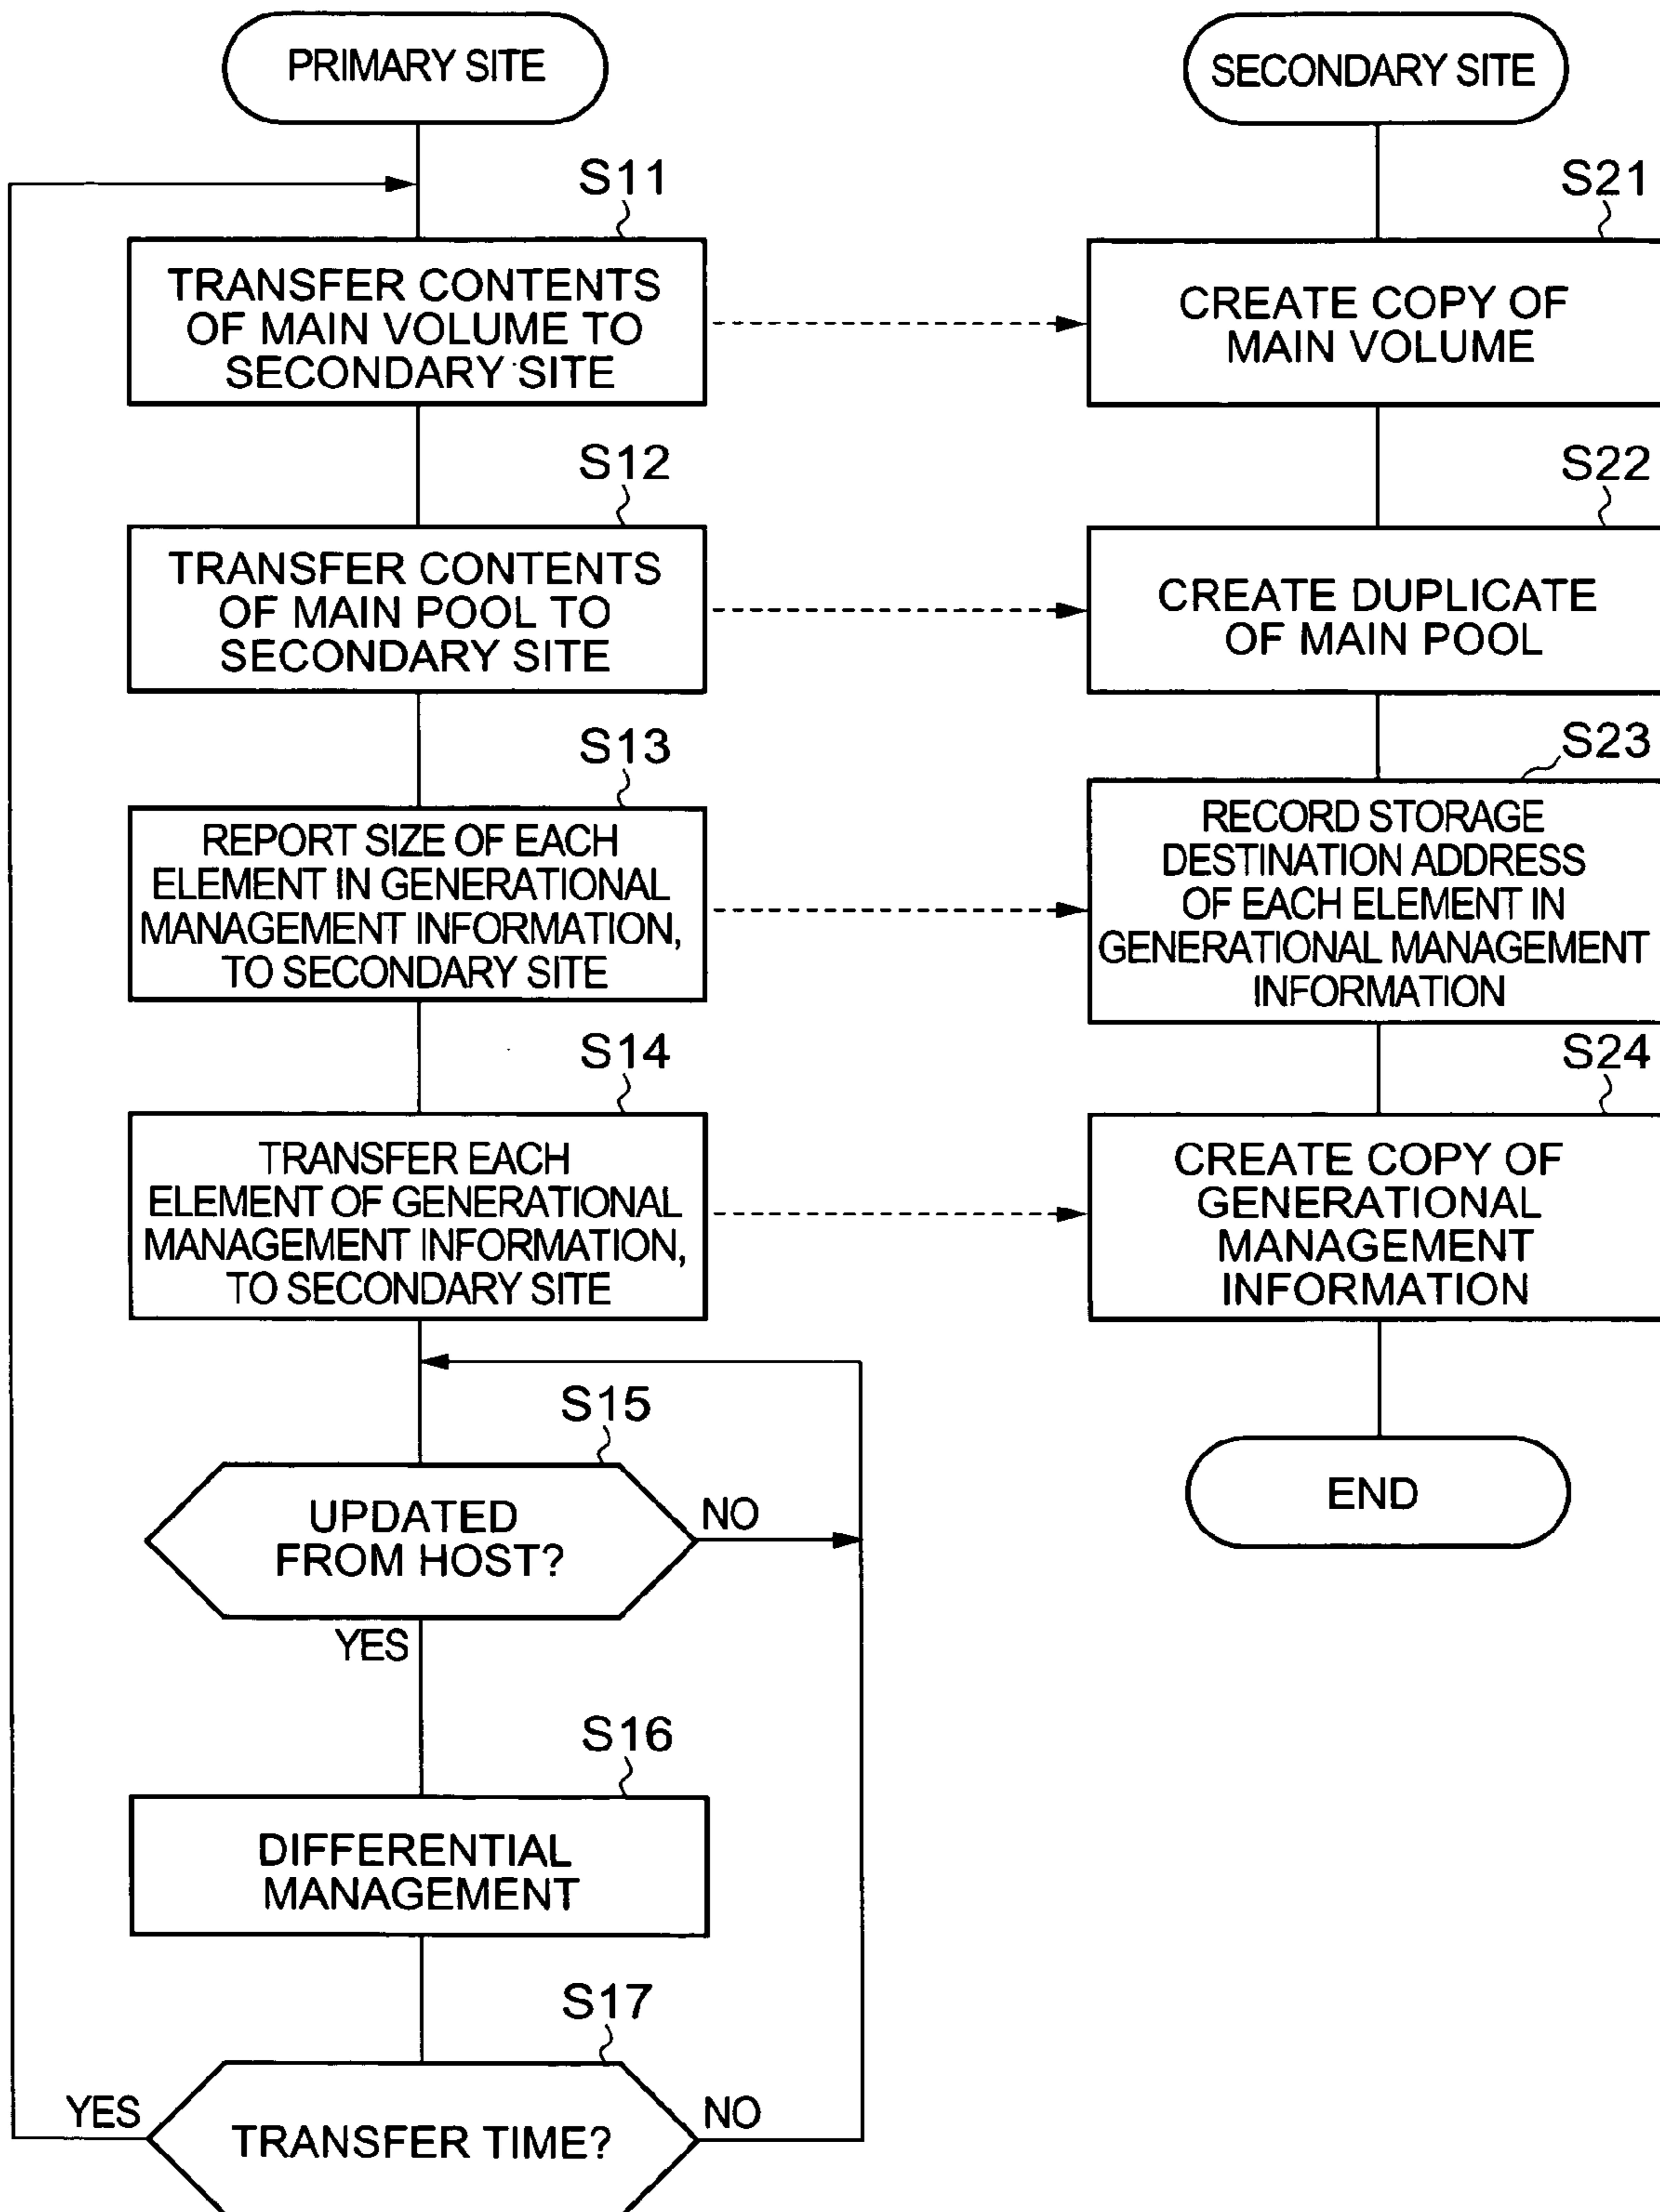 PRIMARY SITE
S11
TRANSFER CONTENTS
OF MAIN VOLUME TO
SECONDARY SITE
S12
TRANSFER CONTENTS
OF MAIN POOL TO
SECONDARY SITE
S13
REPORT SIZE OF EACH
ELEMENT IN GENERATIONAL
MANAGEMENT INFORMATION,
TO SECONDARY SITE
S14
TRANSFER EACH
ELEMENT OF GENERATIONAL
MANAGEMENT INFORMATION,
TO SECONDARY SITE
S15
UPDATED
FROM HOST?
NO
YES
S16
DIFFERENTIAL
MANAGEMENT
S17
YES
TRANSFER TIME?
NO
SECONDARY SITE
S21
CREATE COPY OF
MAIN VOLUME
S22
CREATE DUPLICATE
OF MAIN POOL
S23
RECORD STORAGE
DESTINATION ADDRESS
OF EACH ELEMENT IN
GENERATIONAL MANAGEMENT
INFORMATION
S24
CREATE COPY OF
GENERATIONAL
MANAGEMENT
INFORMATION
END